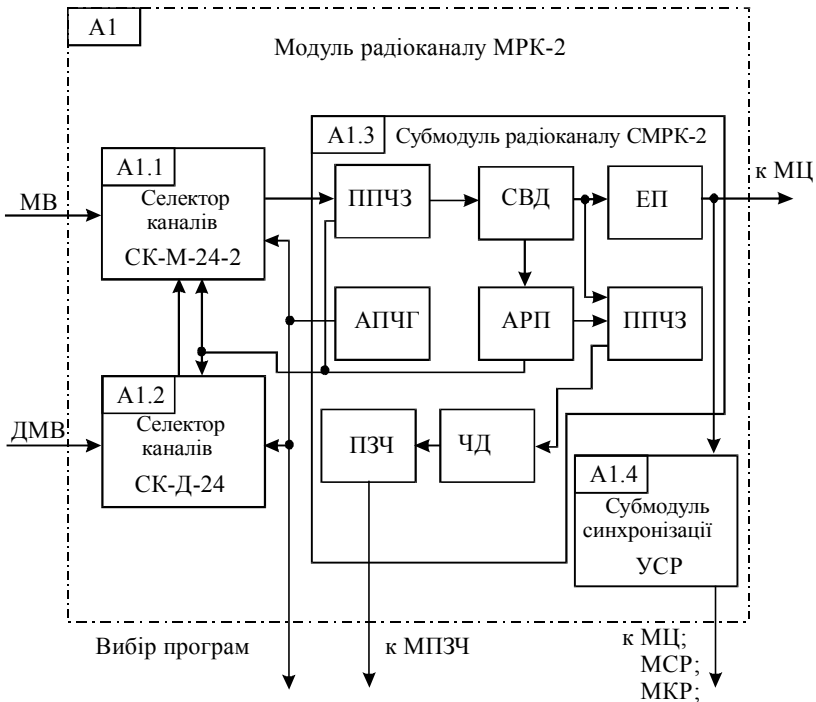 А1
Модуль радіоканалу МРК-2
А1.3
Субмодуль радіоканалу СМРК-2
А1.1
Селектор
каналів
СК-М-24-2
МВ
ППЧЗ
СВД
ЕП
к МЦ
АПЧГ
АРП
ППЧЗ
А1.2
Селектор
каналів
СК-Д-24
ДМВ
ПЗЧ
ЧД
А1.4
Субмодуль
синхронізації
УСР
Вибір програм
к МПЗЧ
к МЦ;
МСР;
МКР;